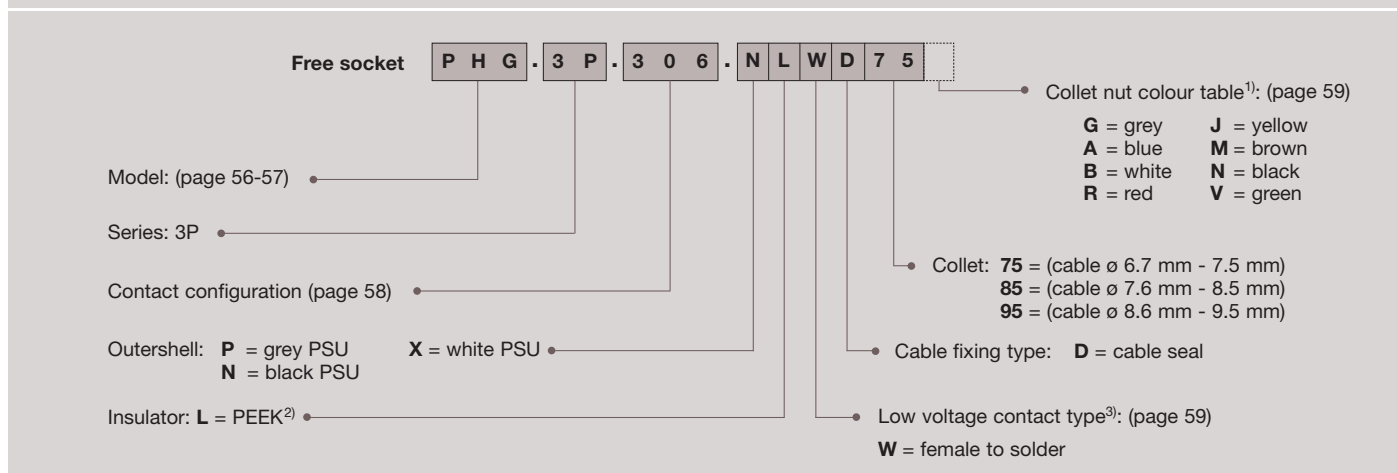 Free socket P H G . 3 P . 3 0 6 . N L W D 7 5
Collet nut colour table1): (page 59)
G = grey J = yellow
A = blue M = brown
B = white N = black
R = red V = green
Model: (page 56-57)
Series: 3P
Collet: 75 = (cable ø 6.7 mm - 7.5 mm)
85 = (cable ø 7.6 mm - 8.5 mm)
95 = (cable ø 8.6 mm - 9.5 mm)
Contact configuration (page 58)
Outershell: P = grey PSU X = white PSU
N = black PSU
Cable fixing type: D = cable seal
Insulator: L = PEEK2)
Low voltage contact type3): (page 59)
W = female to solder